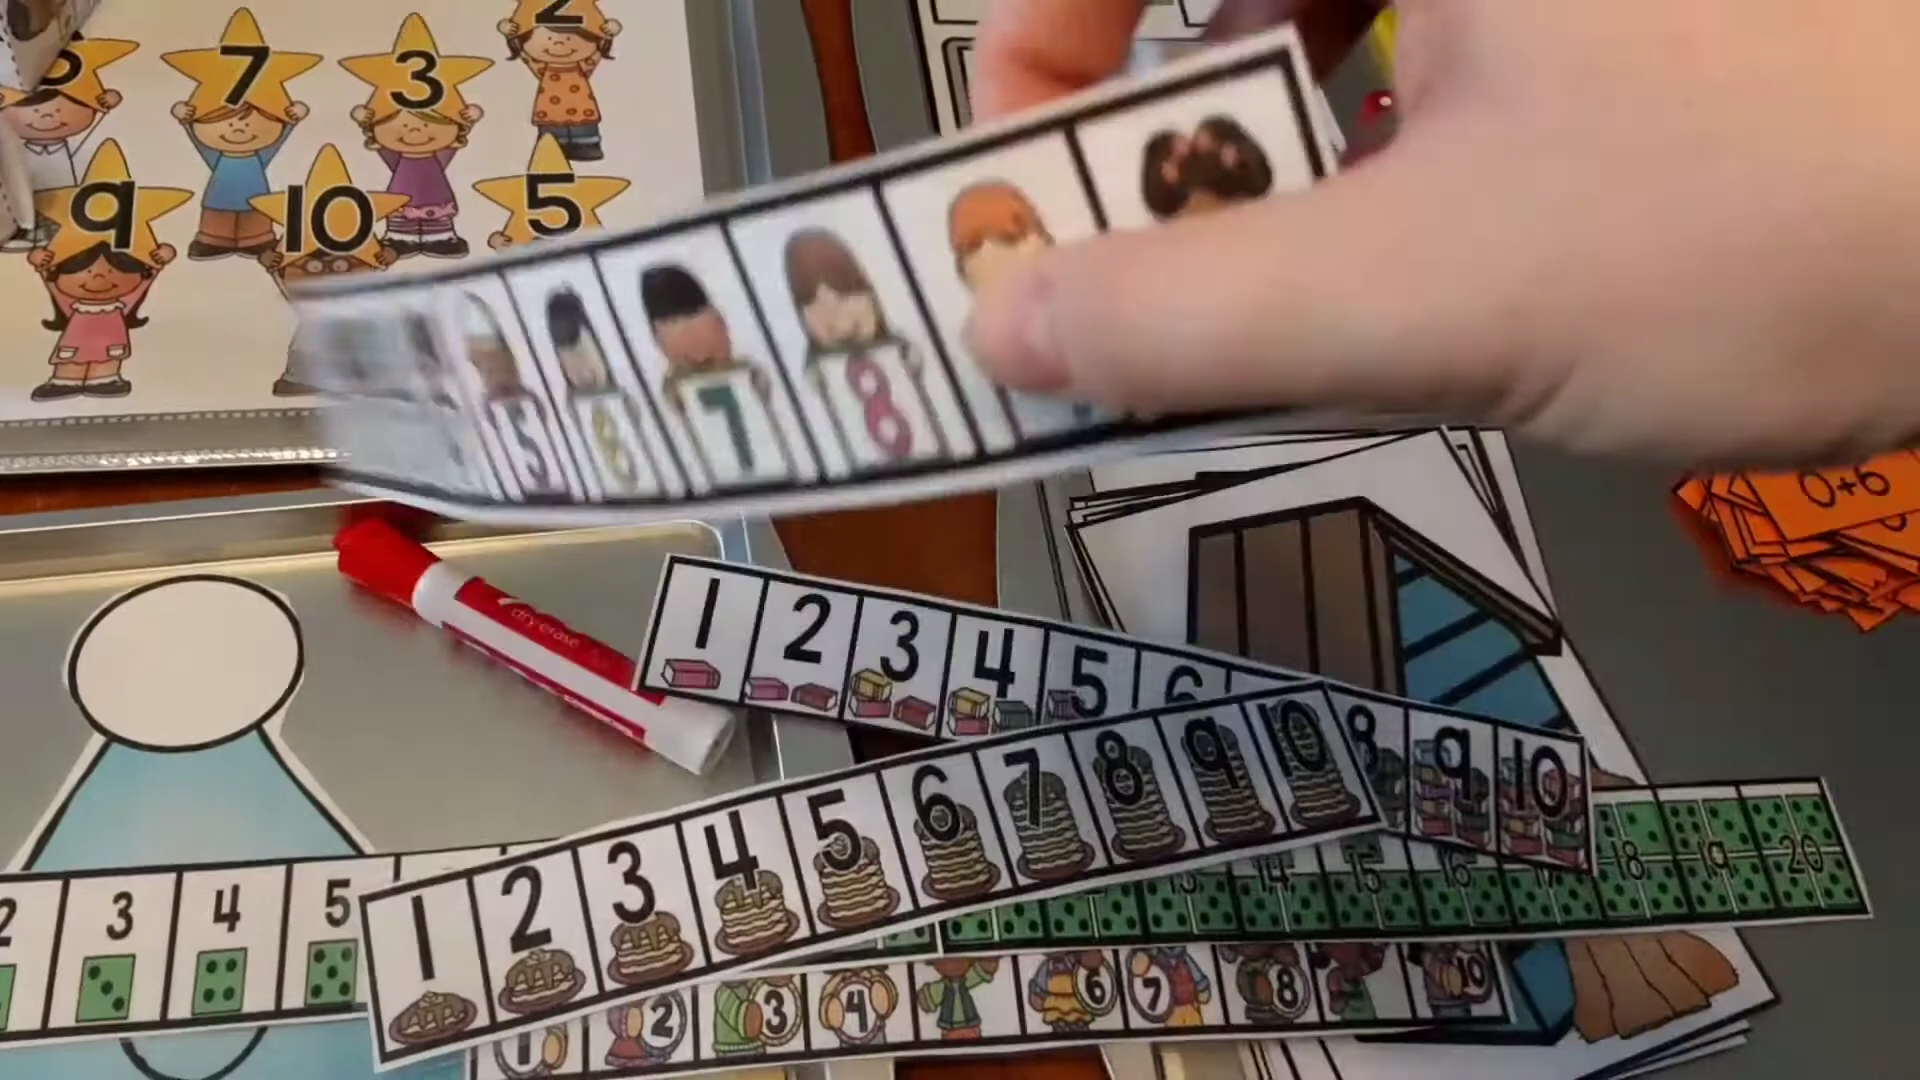 2
7 3
9 10 5
5 6 7 8
0+6
dry-erase
1 2 3 4 5 6 8 9 10
1 2 3 4 5 6 7 8 9 10
2 3 4 5
13 14 15 16 17 18 19 20
1 2 3 4 6 7 8 10